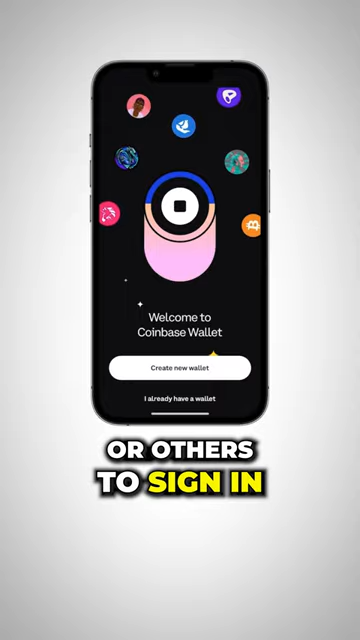 Welcome to
Coinbase Wallet
Create new wallet
I already have a wallet
OR OTHERS
TO SIGN IN